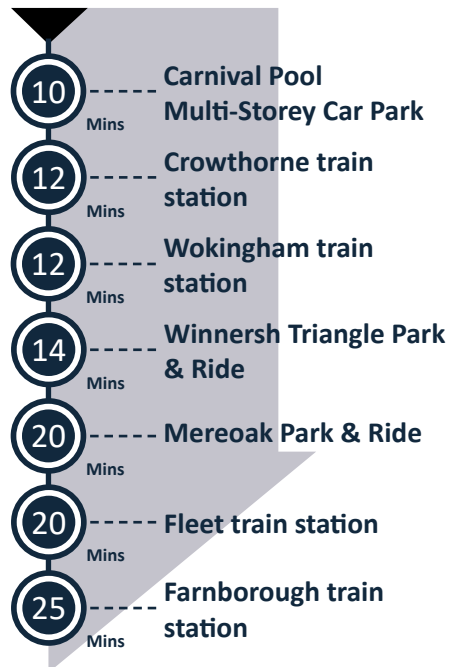 10
Mins
Carnival Pool
Multi-Storey Car Park
12
Mins
Crowthorne train
station
12
Mins
Wokingham train
station
14
Mins
Winnersh Triangle Park
& Ride
20
Mins
Mereoak Park & Ride
20
Mins
Fleet train station
25
Mins
Farnborough train
station